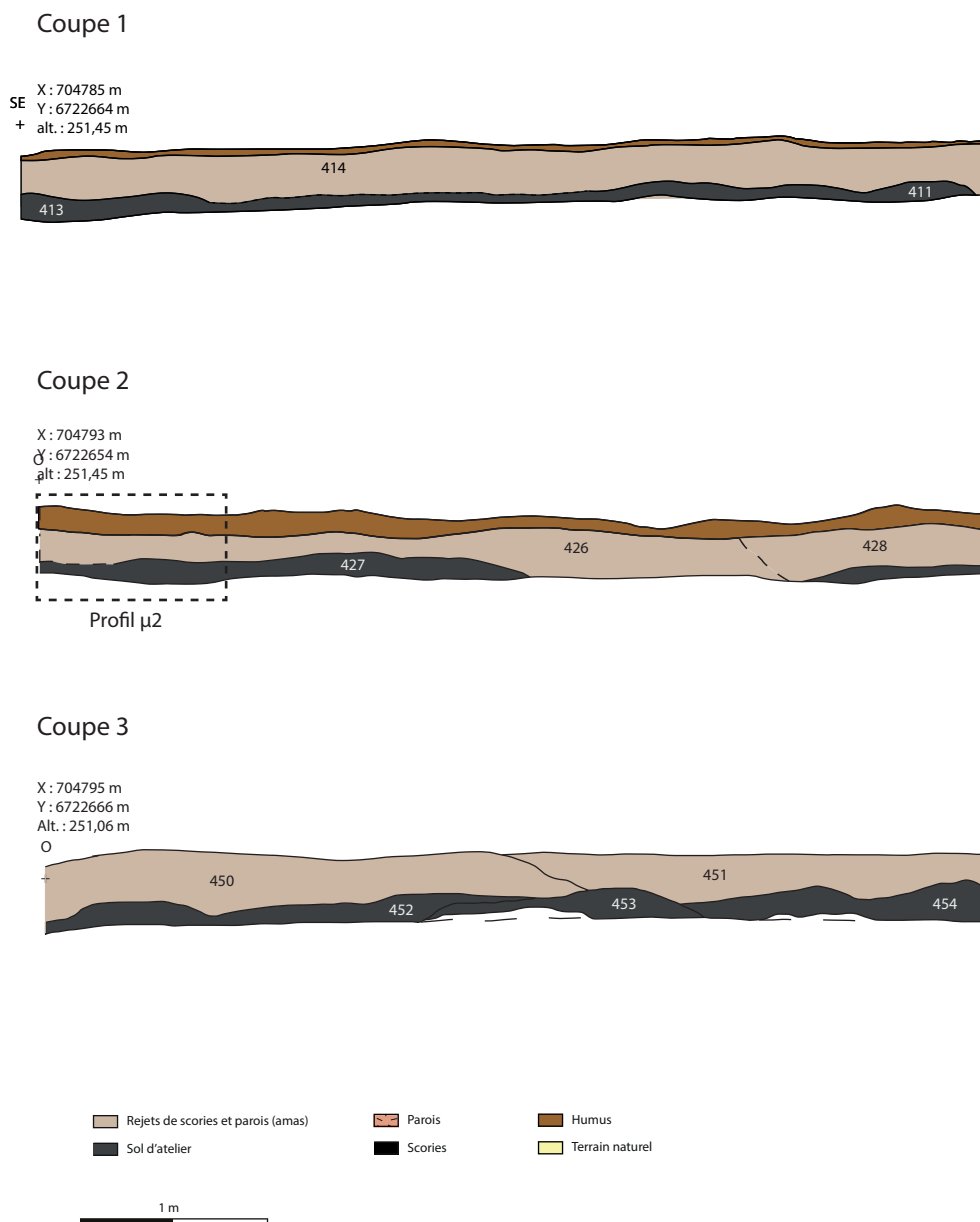 Coupe 1
X : 704785 m
SE
Y : 6722664 m
+ alt. : 251,45 m
414
413
411
Coupe 2
X : 704793 m
Y : 6722654 m
O
alt : 251,45 m
+
426
428
427
Profil µ2
Coupe 3
X : 704795 m
Y : 6722666 m
Alt. : 251,06 m
O
+
450
451
452
453
454
Rejets de scories et parois (amas)
Parois
Humus
Sol d'atelier
Scories
Terrain naturel
1 m